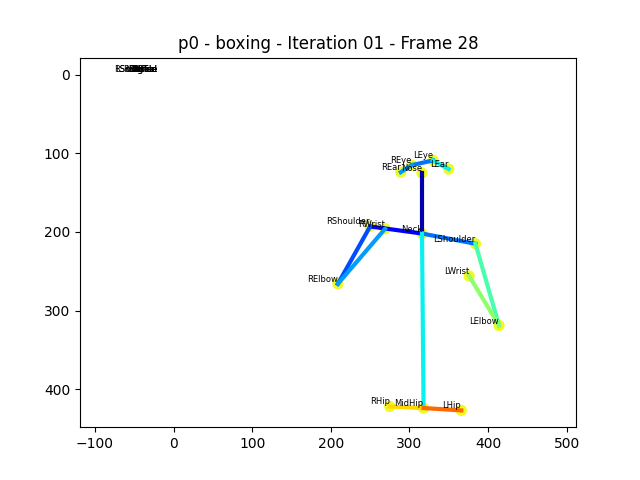 p0 - boxing - Iteration 01 - Frame 28
0
100
200
300
400
−100
0
100
200
300
400
500
LEye
REye
LEar
REar
Nose
RShoulder
RWrist
Neck
LShoulder
LWrist
RElbow
LElbow
RHip
MidHip
LHip